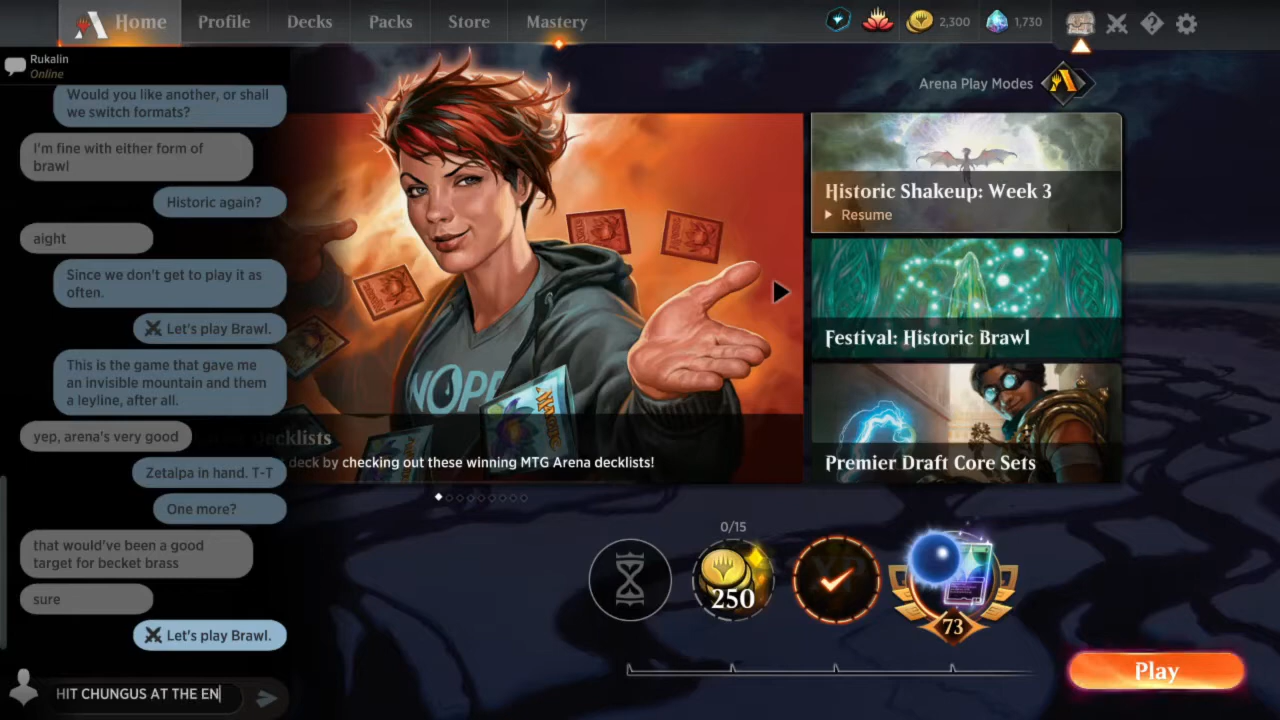 Home
Profile
Decks
Packs
Store
Mastery
2,300
1,730
Rukalin
Online
Arena Play Modes
Would you like another, or shall
we switch formats?
I'm fine with either form of
brawl
Historic again?
aight
Since we don't get to play it as
often.
Let's play Brawl.
This is the game that gave me
an invisible mountain and them
a leyline, after all.
yep, arena's very good
Zetalpa in hand. T-T
One more?
that would've been a good
target for becket brass
sure
Let's play Brawl.
HIT CHUNGUS AT THE EN
NOPE
Decklists
deck by checking out these winning MTG Arena decklists!
Historic Shakeup: Week 3
Resume
Festival: Historic Brawl
Premier Draft Core Sets
0/15
250
73
Play